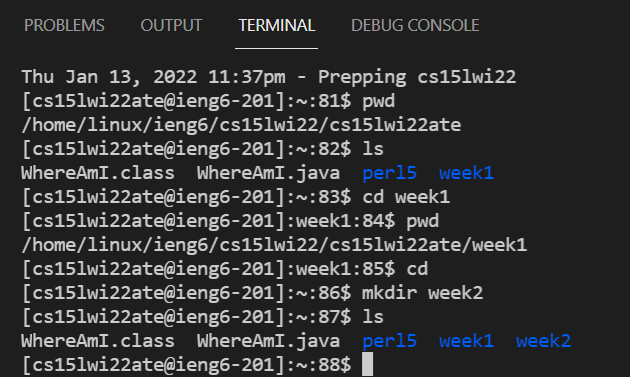 PROBLEMS OUTPUT TERMINAL DEBUG CONSOLE
Thu Jan 13, 2022 11:37pm - Prepping cs15lwi22
[cs15lwi22ate@ieng6-201]:~:81$ pwd
/home/linux/ieng6/cs15lwi22/cs15lwi22ate
[cs15lwi22ate@ieng6-201]:~:82$ ls
WhereAmI.class  WhereAmI.java  perl5  week1
[cs15lwi22ate@ieng6-201]:~:83$ cd week1
[cs15lwi22ate@ieng6-201]:week1:84$ pwd
/home/linux/ieng6/cs15lwi22/cs15lwi22ate/week1
[cs15lwi22ate@ieng6-201]:week1:85$ cd
[cs15lwi22ate@ieng6-201]:~:86$ mkdir week2
[cs15lwi22ate@ieng6-201]:~:87$ ls
WhereAmI.class  WhereAmI.java  perl5  week1  week2
[cs15lwi22ate@ieng6-201]:~:88$